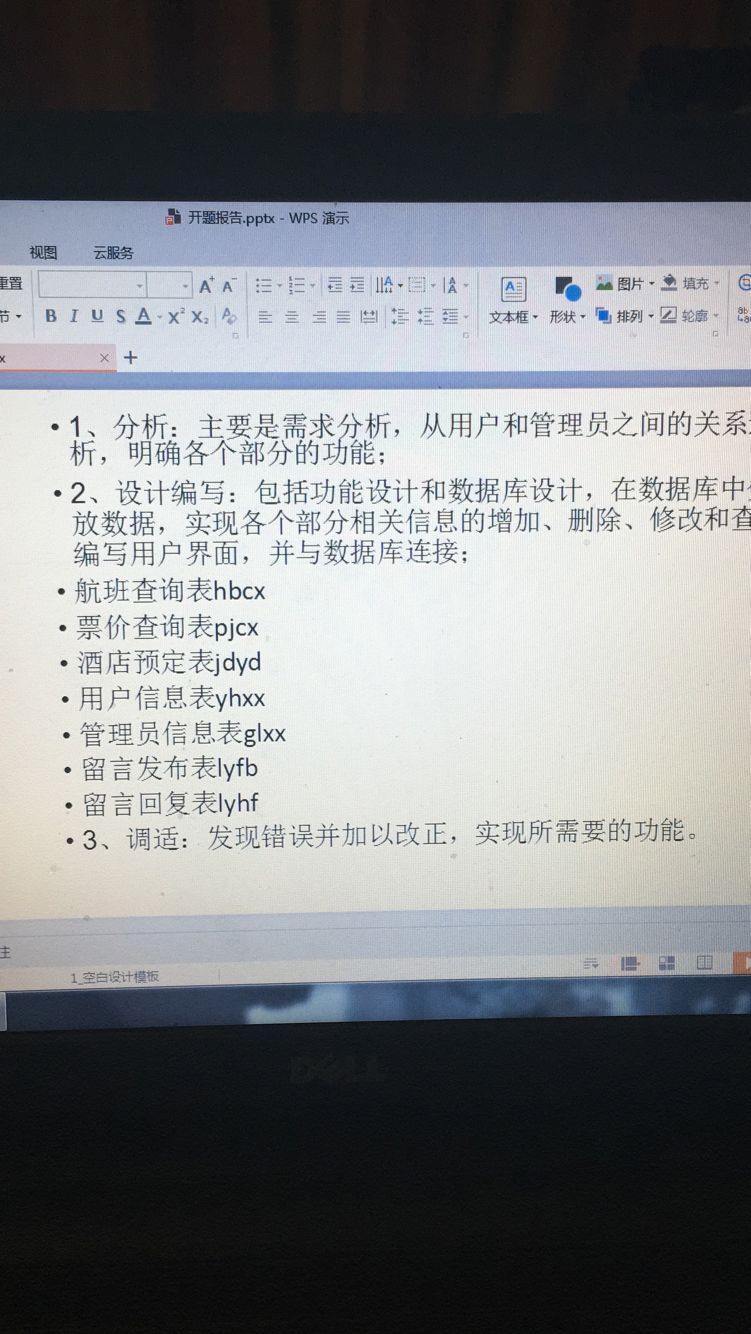 开题报告.pptx - WPS 演示
视图 云服务
重置 A+ A- 图片 填充
B I U S A X² X₂ 文本框 形状 排列 轮廓
x × +
• 1、分析：主要是需求分析，从用户和管理员之间的关系
析，明确各个部分的功能；
• 2、设计编写：包括功能设计和数据库设计，在数据库中
放数据，实现各个部分相关信息的增加、删除、修改和查
编写用户界面，并与数据库连接；
• 航班查询表hbcx
• 票价查询表pjcx
• 酒店预定表jdyd
• 用户信息表yhxx
• 管理员信息表glxx
• 留言发布表lyfb
• 留言回复表lyhf
• 3、调适：发现错误并加以改正，实现所需要的功能。
注
1_空白设计模板
DELL